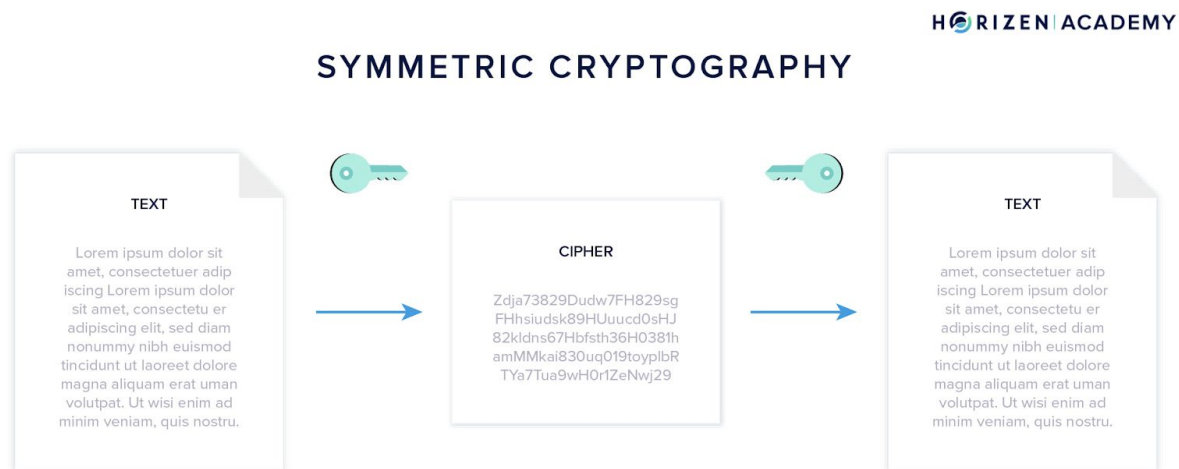 HORIZEN ACADEMY
SYMMETRIC CRYPTOGRAPHY
TEXT
Lorem ipsum dolor sit
amet, consectetuer adip
iscing Lorem ipsum dolor
sit amet, consectetu er
adipiscing elit, sed diam
nonummy nibh euismod
tincidunt ut laoreet dolore
magna aliquam erat uman
volutpat. Ut wisi enim ad
minim veniam, quis nostru.
CIPHER
Zdja73829Dudw7FH829sg
FHhsiudsk89HUuucd0sHJ
82kldns67Hbfsth36H0381h
amMMkai830uq019toyplbR
TYa7Tua9wH0r1ZeNwj29
TEXT
Lorem ipsum dolor sit
amet, consectetuer adip
iscing Lorem ipsum dolor
sit amet, consectetu er
adipiscing elit, sed diam
nonummy nibh euismod
tincidunt ut laoreet dolore
magna aliquam erat uman
volutpat. Ut wisi enim ad
minim veniam, quis nostru.